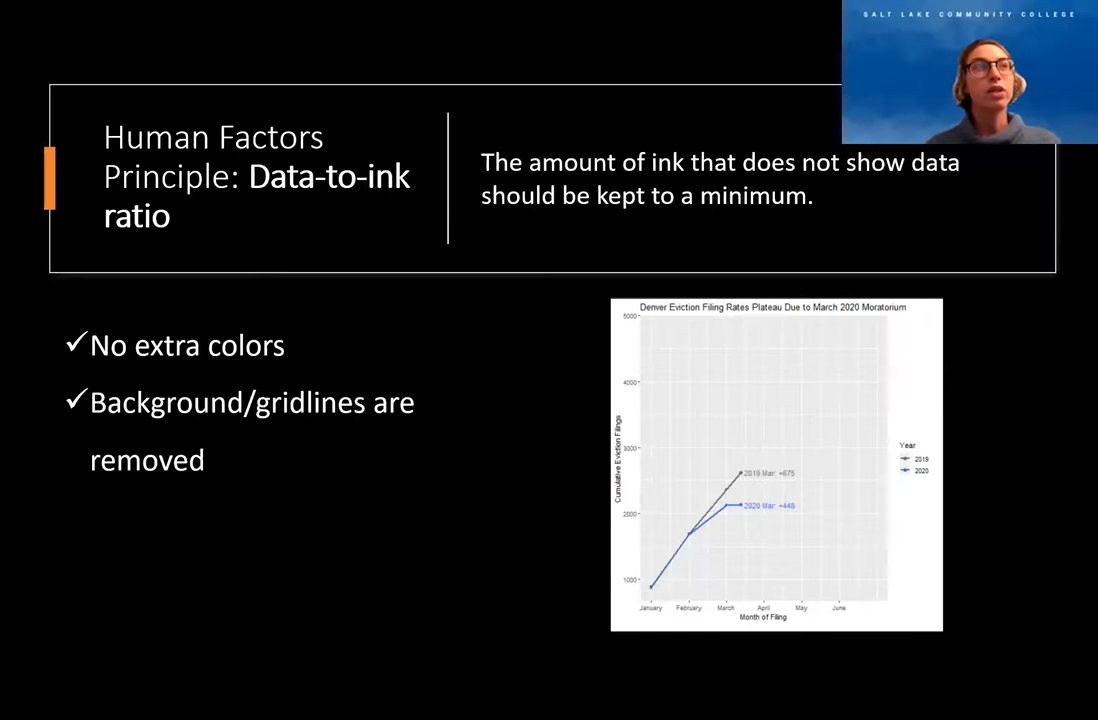 SALT LAKE COMMUNITY COLLEGE
Human Factors
Principle: Data-to-ink
ratio
The amount of ink that does not show data
should be kept to a minimum.
✓No extra colors
✓Background/gridlines are
removed
Denver Eviction Filing Rates Plateau Due to March 2020 Moratorium
5000
4000
3000
2000
1000
Cumulative Eviction Filings
2019 Mar: +675
2020 Mar: +448
January February March April May June
Month of Filing
Year
2019
2020